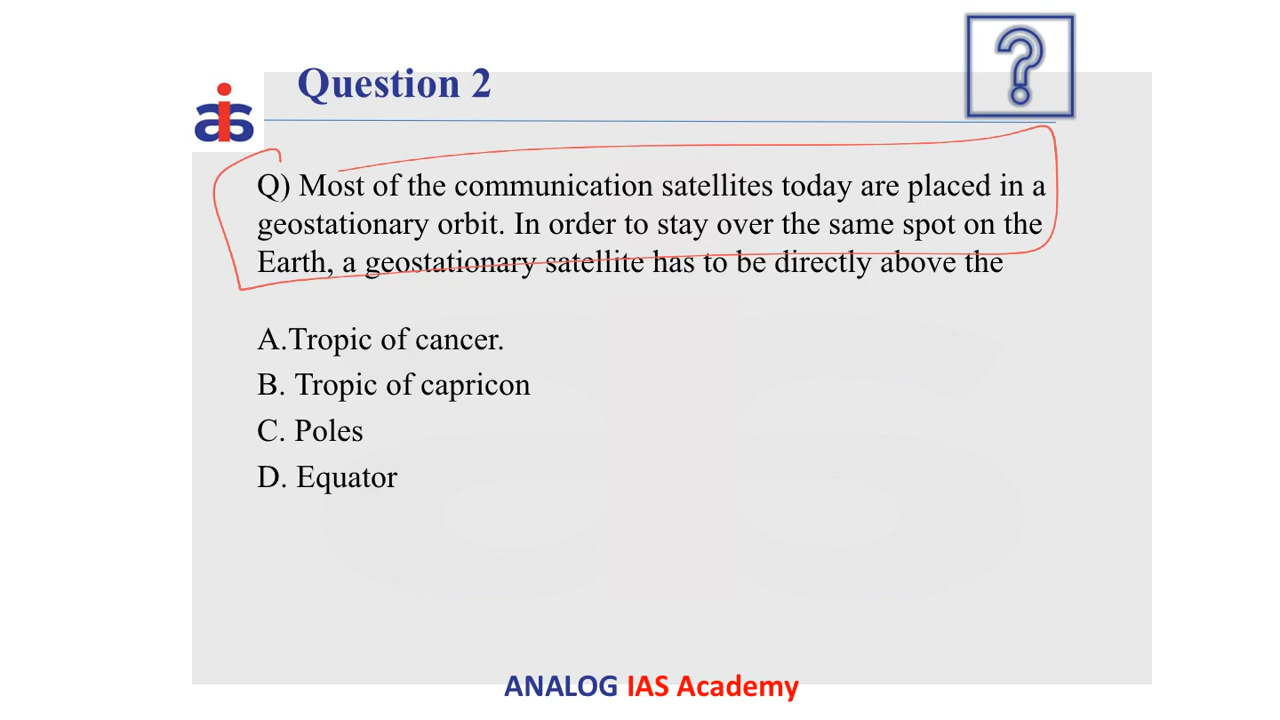 Question 2
ais
Q) Most of the communication satellites today are placed in a
geostationary orbit. In order to stay over the same spot on the
Earth, a geostationary satellite has to be directly above the
A.Tropic of cancer.
B. Tropic of capricon
C. Poles
D. Equator
ANALOG IAS Academy